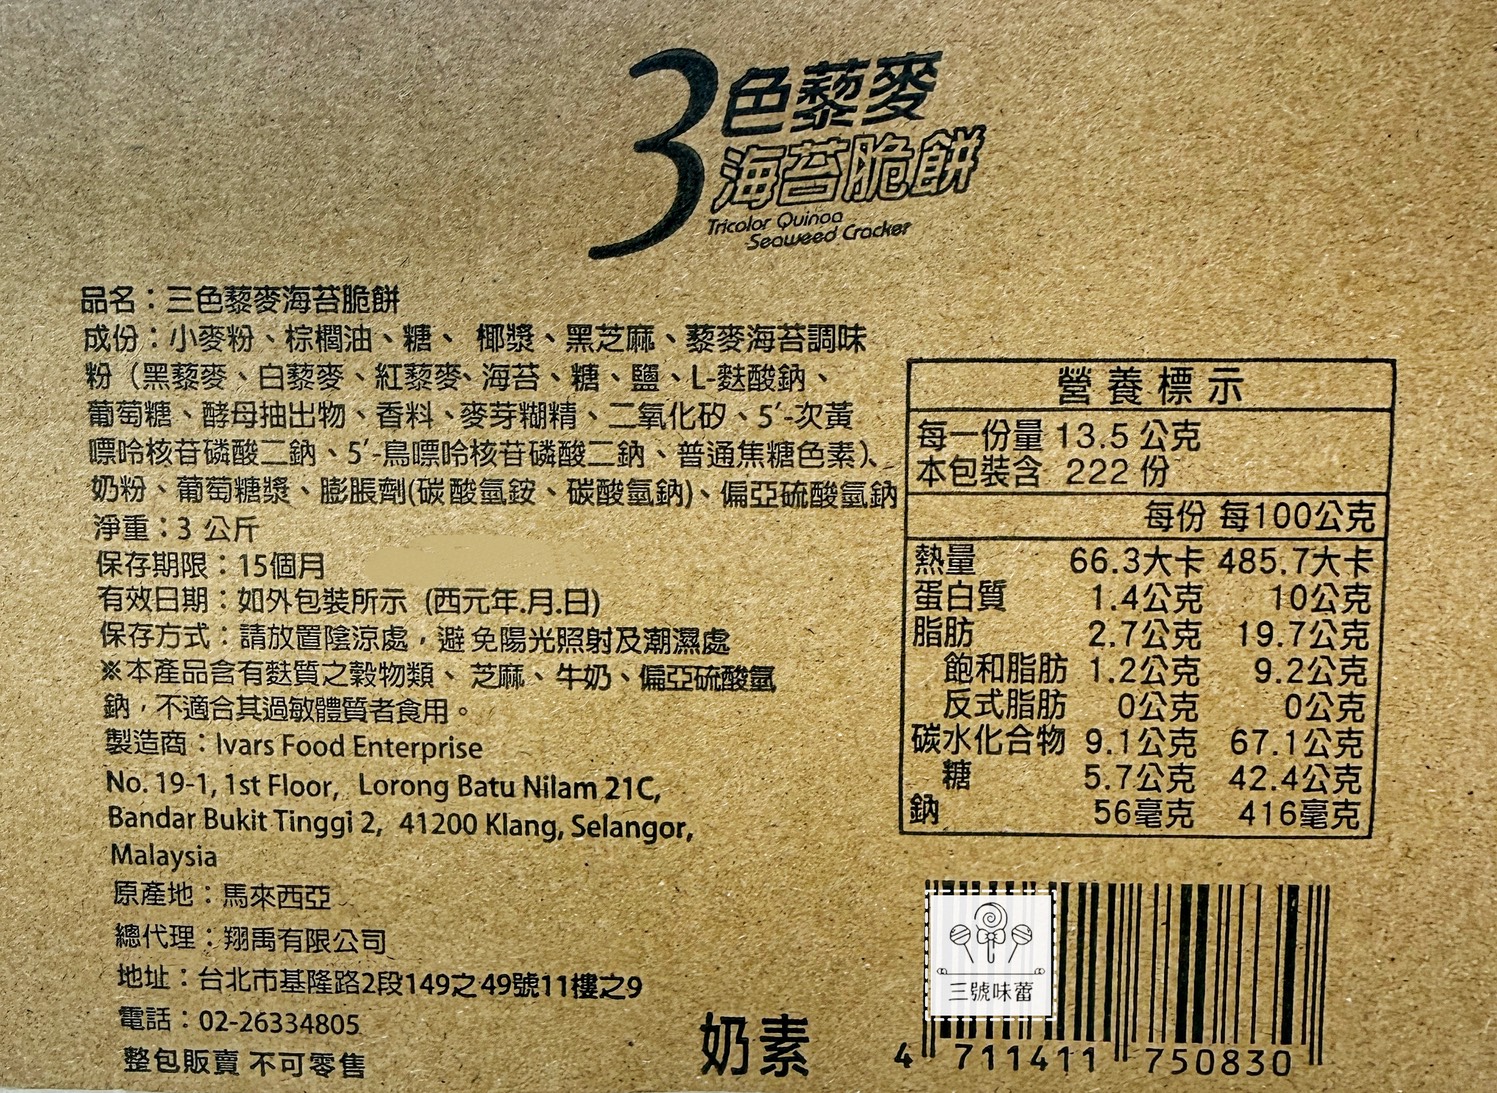 3色藜麥
海苔脆餅
Tricolor Quinoa
Seaweed Cracker
品名：三色藜麥海苔脆餅
成份：小麥粉、棕櫚油、糖、 椰漿、黑芝麻、藜麥海苔調味
粉（黑藜麥、白藜麥、紅藜麥、海苔、糖、鹽、L-麩酸鈉、
葡萄糖、酵母抽出物、香料、麥芽糊精、二氧化矽、5′-次黃
嘌呤核苷磷酸二鈉、5′-鳥嘌呤核苷磷酸二鈉、普通焦糖色素）、
奶粉、葡萄糖漿、膨脹劑(碳酸氫銨、碳酸氫鈉)、偏亞硫酸氫鈉
淨重：3 公斤
保存期限：15個月
有效日期：如外包裝所示 (西元年.月.日)
保存方式：請放置陰涼處，避免陽光照射及潮濕處
※本產品含有麩質之穀物類、芝麻、牛奶、偏亞硫酸氫
鈉，不適合其過敏體質者食用。
製造商：Ivars Food Enterprise
No. 19-1, 1st Floor, Lorong Batu Nilam 21C,
Bandar Bukit Tinggi 2, 41200 Klang, Selangor,
Malaysia
原產地：馬來西亞
總代理：翔禹有限公司
地址：台北市基隆路2段149之49號11樓之9
電話：02-26334805
整包販賣 不可零售
奶素
營養標示
每一份量 13.5 公克
本包裝含 222 份
每份 每100公克
熱量 66.3大卡 485.7大卡
蛋白質 1.4公克 10公克
脂肪 2.7公克 19.7公克
飽和脂肪 1.2公克 9.2公克
反式脂肪 0公克 0公克
碳水化合物 9.1公克 67.1公克
糖 5.7公克 42.4公克
鈉 56毫克 416毫克
三號味蕾
4 711411 750830